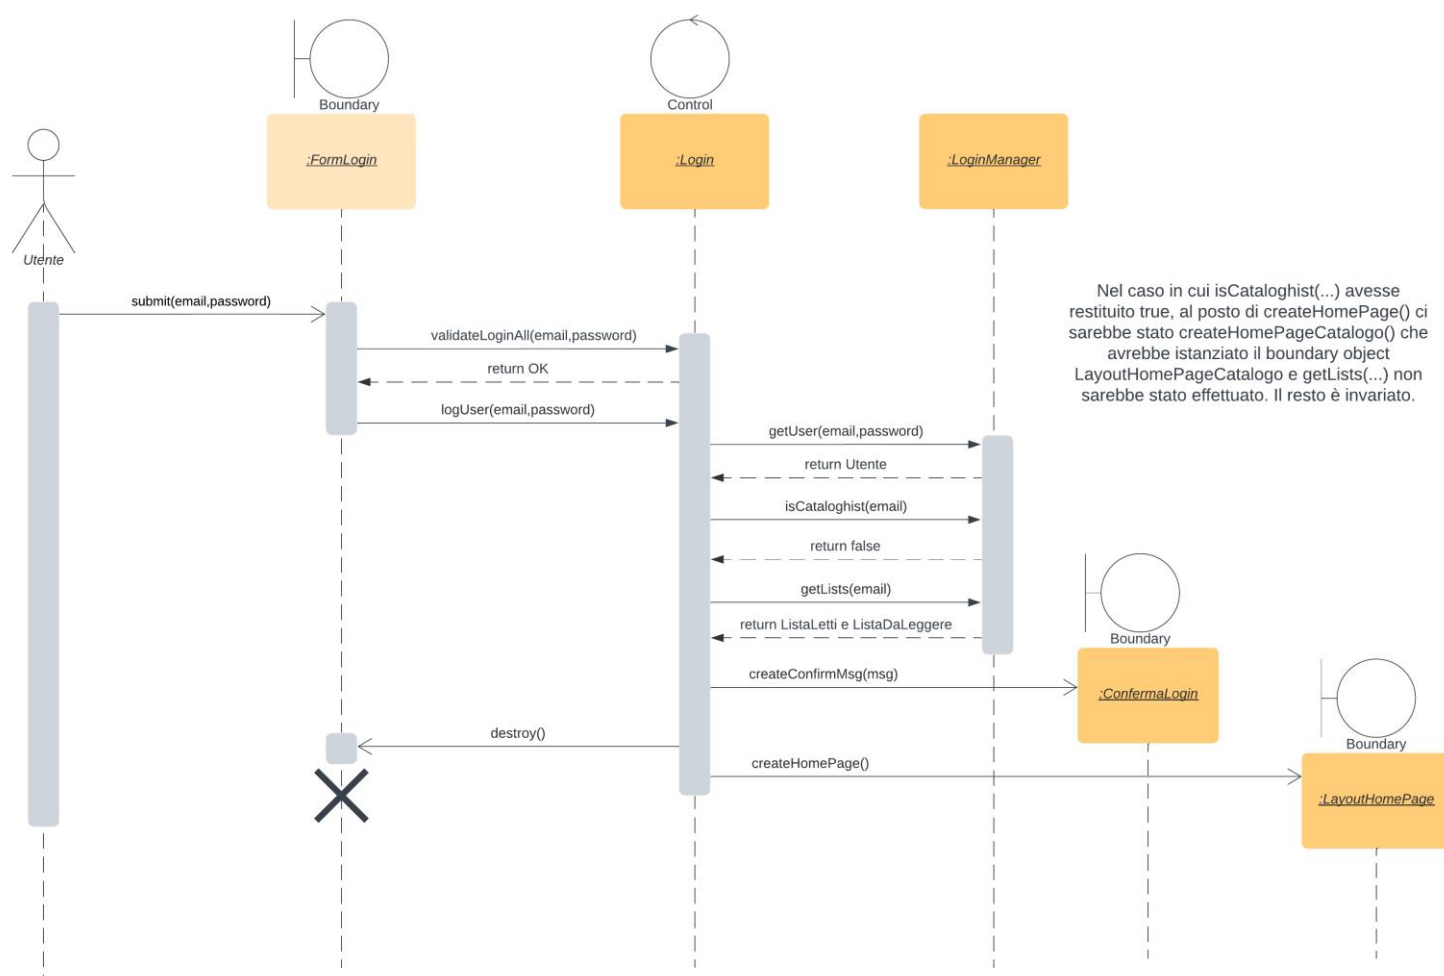 Boundary
Control
:FormLogin
:Login
:LoginManager
Utente
submit(email,password)
Nel caso in cui isCataloghist(...) avesse
restituito true, al posto di createHomePage() ci
sarebbe stato createHomePageCatalogo() che
avrebbe istanziato il boundary object
LayoutHomePageCatalogo e getLists(...) non
sarebbe stato effettuato. Il resto è invariato.
validateLoginAll(email,password)
return OK
logUser(email,password)
getUser(email,password)
return Utente
isCataloghist(email)
return false
getLists(email)
return ListaLetti e ListaDaLeggere
Boundary
createConfirmMsg(msg)
:ConfermaLogin
destroy()
Boundary
createHomePage()
:LayoutHomePage